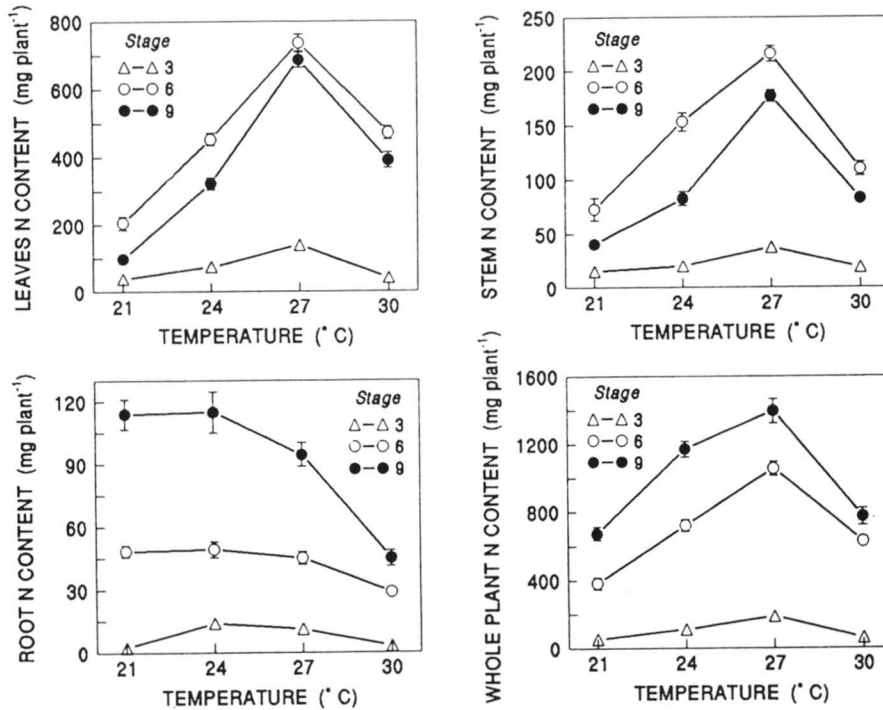 LEAVES N CONTENT (mg plant⁻¹)
800
600
400
200
0
Stage
△—△ 3
○—○ 6
●—● 9
21 24 27 30
TEMPERATURE (° C)
STEM N CONTENT (mg plant⁻¹)
250
200
150
100
50
0
Stage
△—△ 3
○—○ 6
●—● 9
21 24 27 30
TEMPERATURE (° C)
ROOT N CONTENT (mg plant⁻¹)
120
90
60
30
0
Stage
△—△ 3
○—○ 6
●—● 9
21 24 27 30
TEMPERATURE (° C)
WHOLE PLANT N CONTENT (mg plant⁻¹)
1600
1200
800
400
0
Stage
△—△ 3
○—○ 6
●—● 9
21 24 27 30
TEMPERATURE (° C)